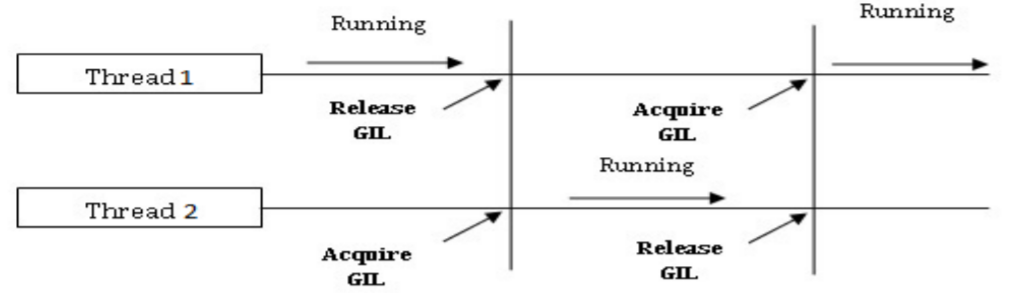 Running
Running
Thread 1
Release
GIL
Acquire
GIL
Running
Thread 2
Acquire
GIL
Release
GIL